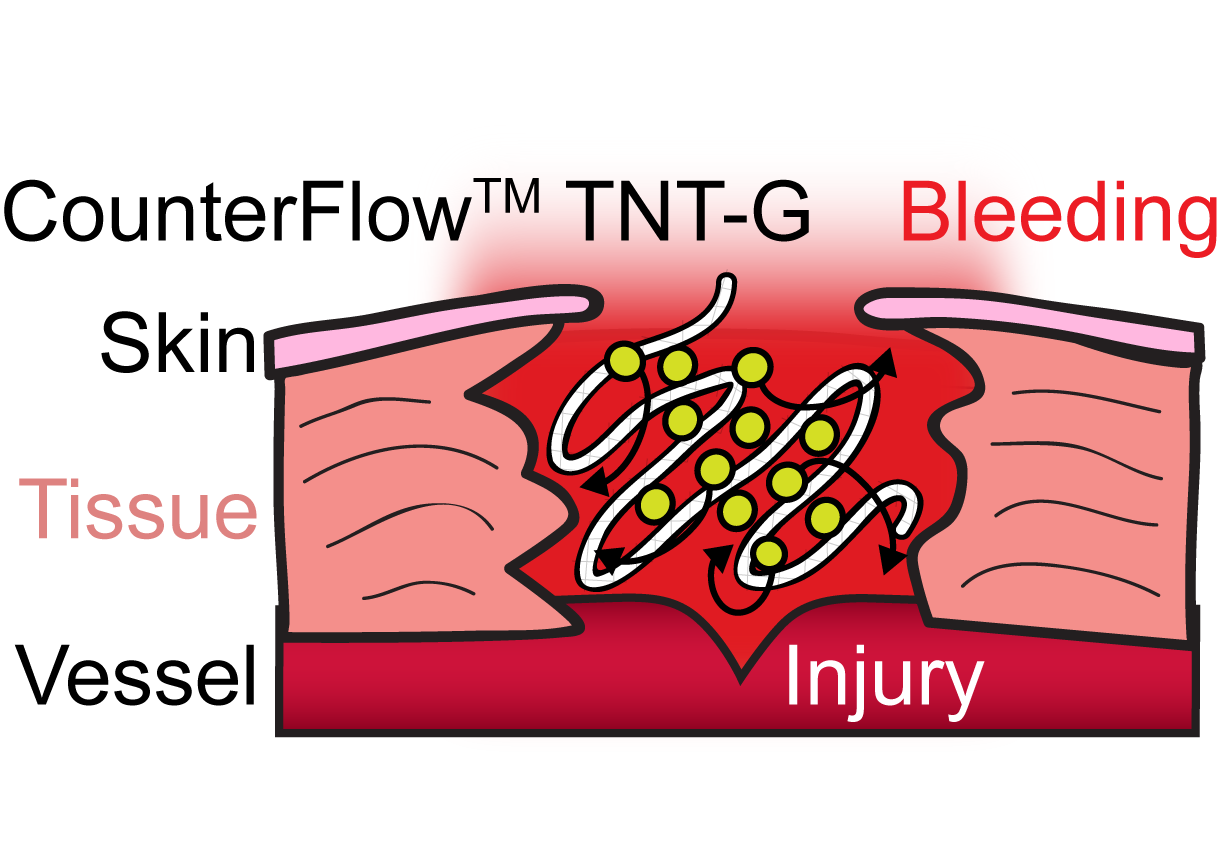 CounterFlow™ TNT-G Bleeding
Skin
Tissue
Vessel Injury